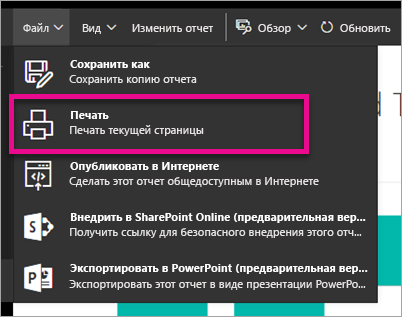 Файл Вид Изменить отчет Обзор Обновить
Сохранить как
Сохранить копию отчета
Печать
Печать текущей страницы
Опубликовать в Интернете
Сделать этот отчет общедоступным в Интернете
Внедрить в SharePoint Online (предварительная вер...
Получить ссылку для безопасного внедрения этого отч...
Экспортировать в PowerPoint (предварительная вер...
Экспортировать этот отчет в виде презентации PowerPo...